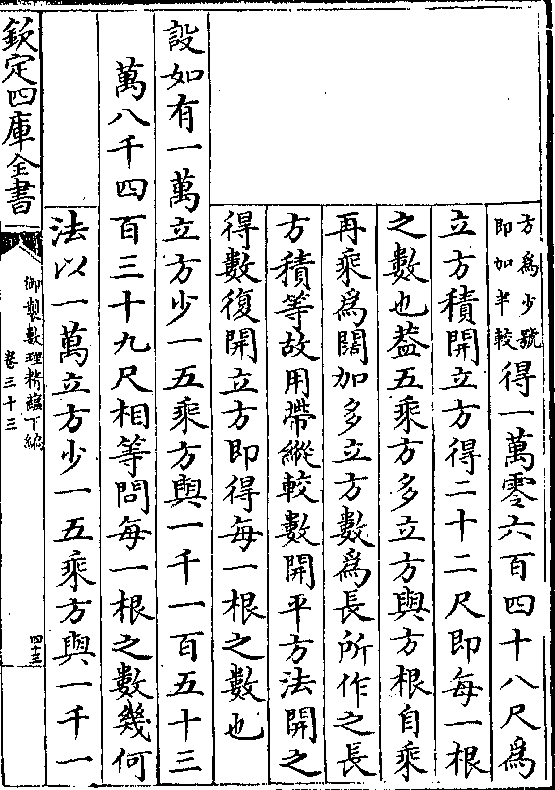 方為少號
即加半較
得一萬零六百四十八尺為
立方積開立方得二十二尺即每一根
之數也葢五乘方多立方與方根自乘
再乘為闊加多立方數為長所作之長
方積等故用帶縱較數開平方法開之
得數復開立方即得每一根之數也
設如有一萬立方少一五乘方與一千一百五十三
萬八千四百三十九尺相等問每一根之數幾何
法以一萬立方少一五乘方與一千一
欽定四庫全書
御製數理精蘊下編
卷三十三
四十三